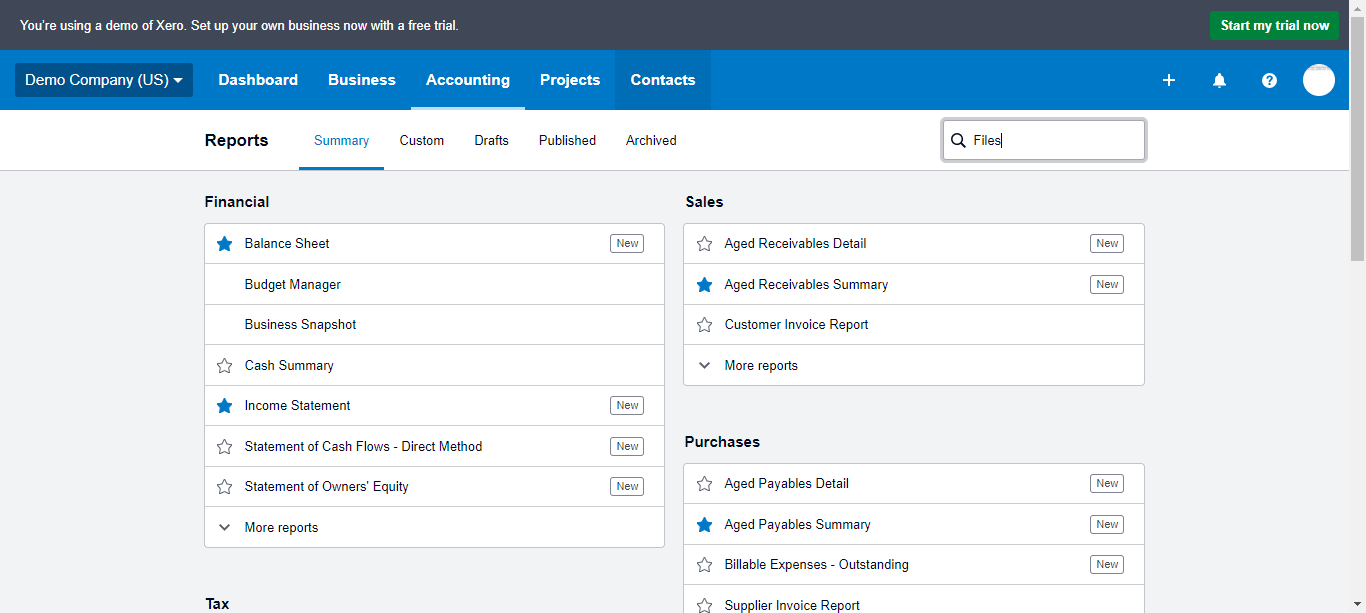 You're using a demo of Xero. Set up your own business now with a free trial.
Start my trial now
Demo Company (US)
Dashboard
Business
Accounting
Projects
Contacts
Reports
Summary
Custom
Drafts
Published
Archived
Files
Financial
Balance Sheet New
Budget Manager
Business Snapshot
Cash Summary
Income Statement New
Statement of Cash Flows - Direct Method New
Statement of Owners' Equity New
More reports
Tax
Sales
Aged Receivables Detail New
Aged Receivables Summary New
Customer Invoice Report
More reports
Purchases
Aged Payables Detail New
Aged Payables Summary New
Billable Expenses - Outstanding New
Supplier Invoice Report